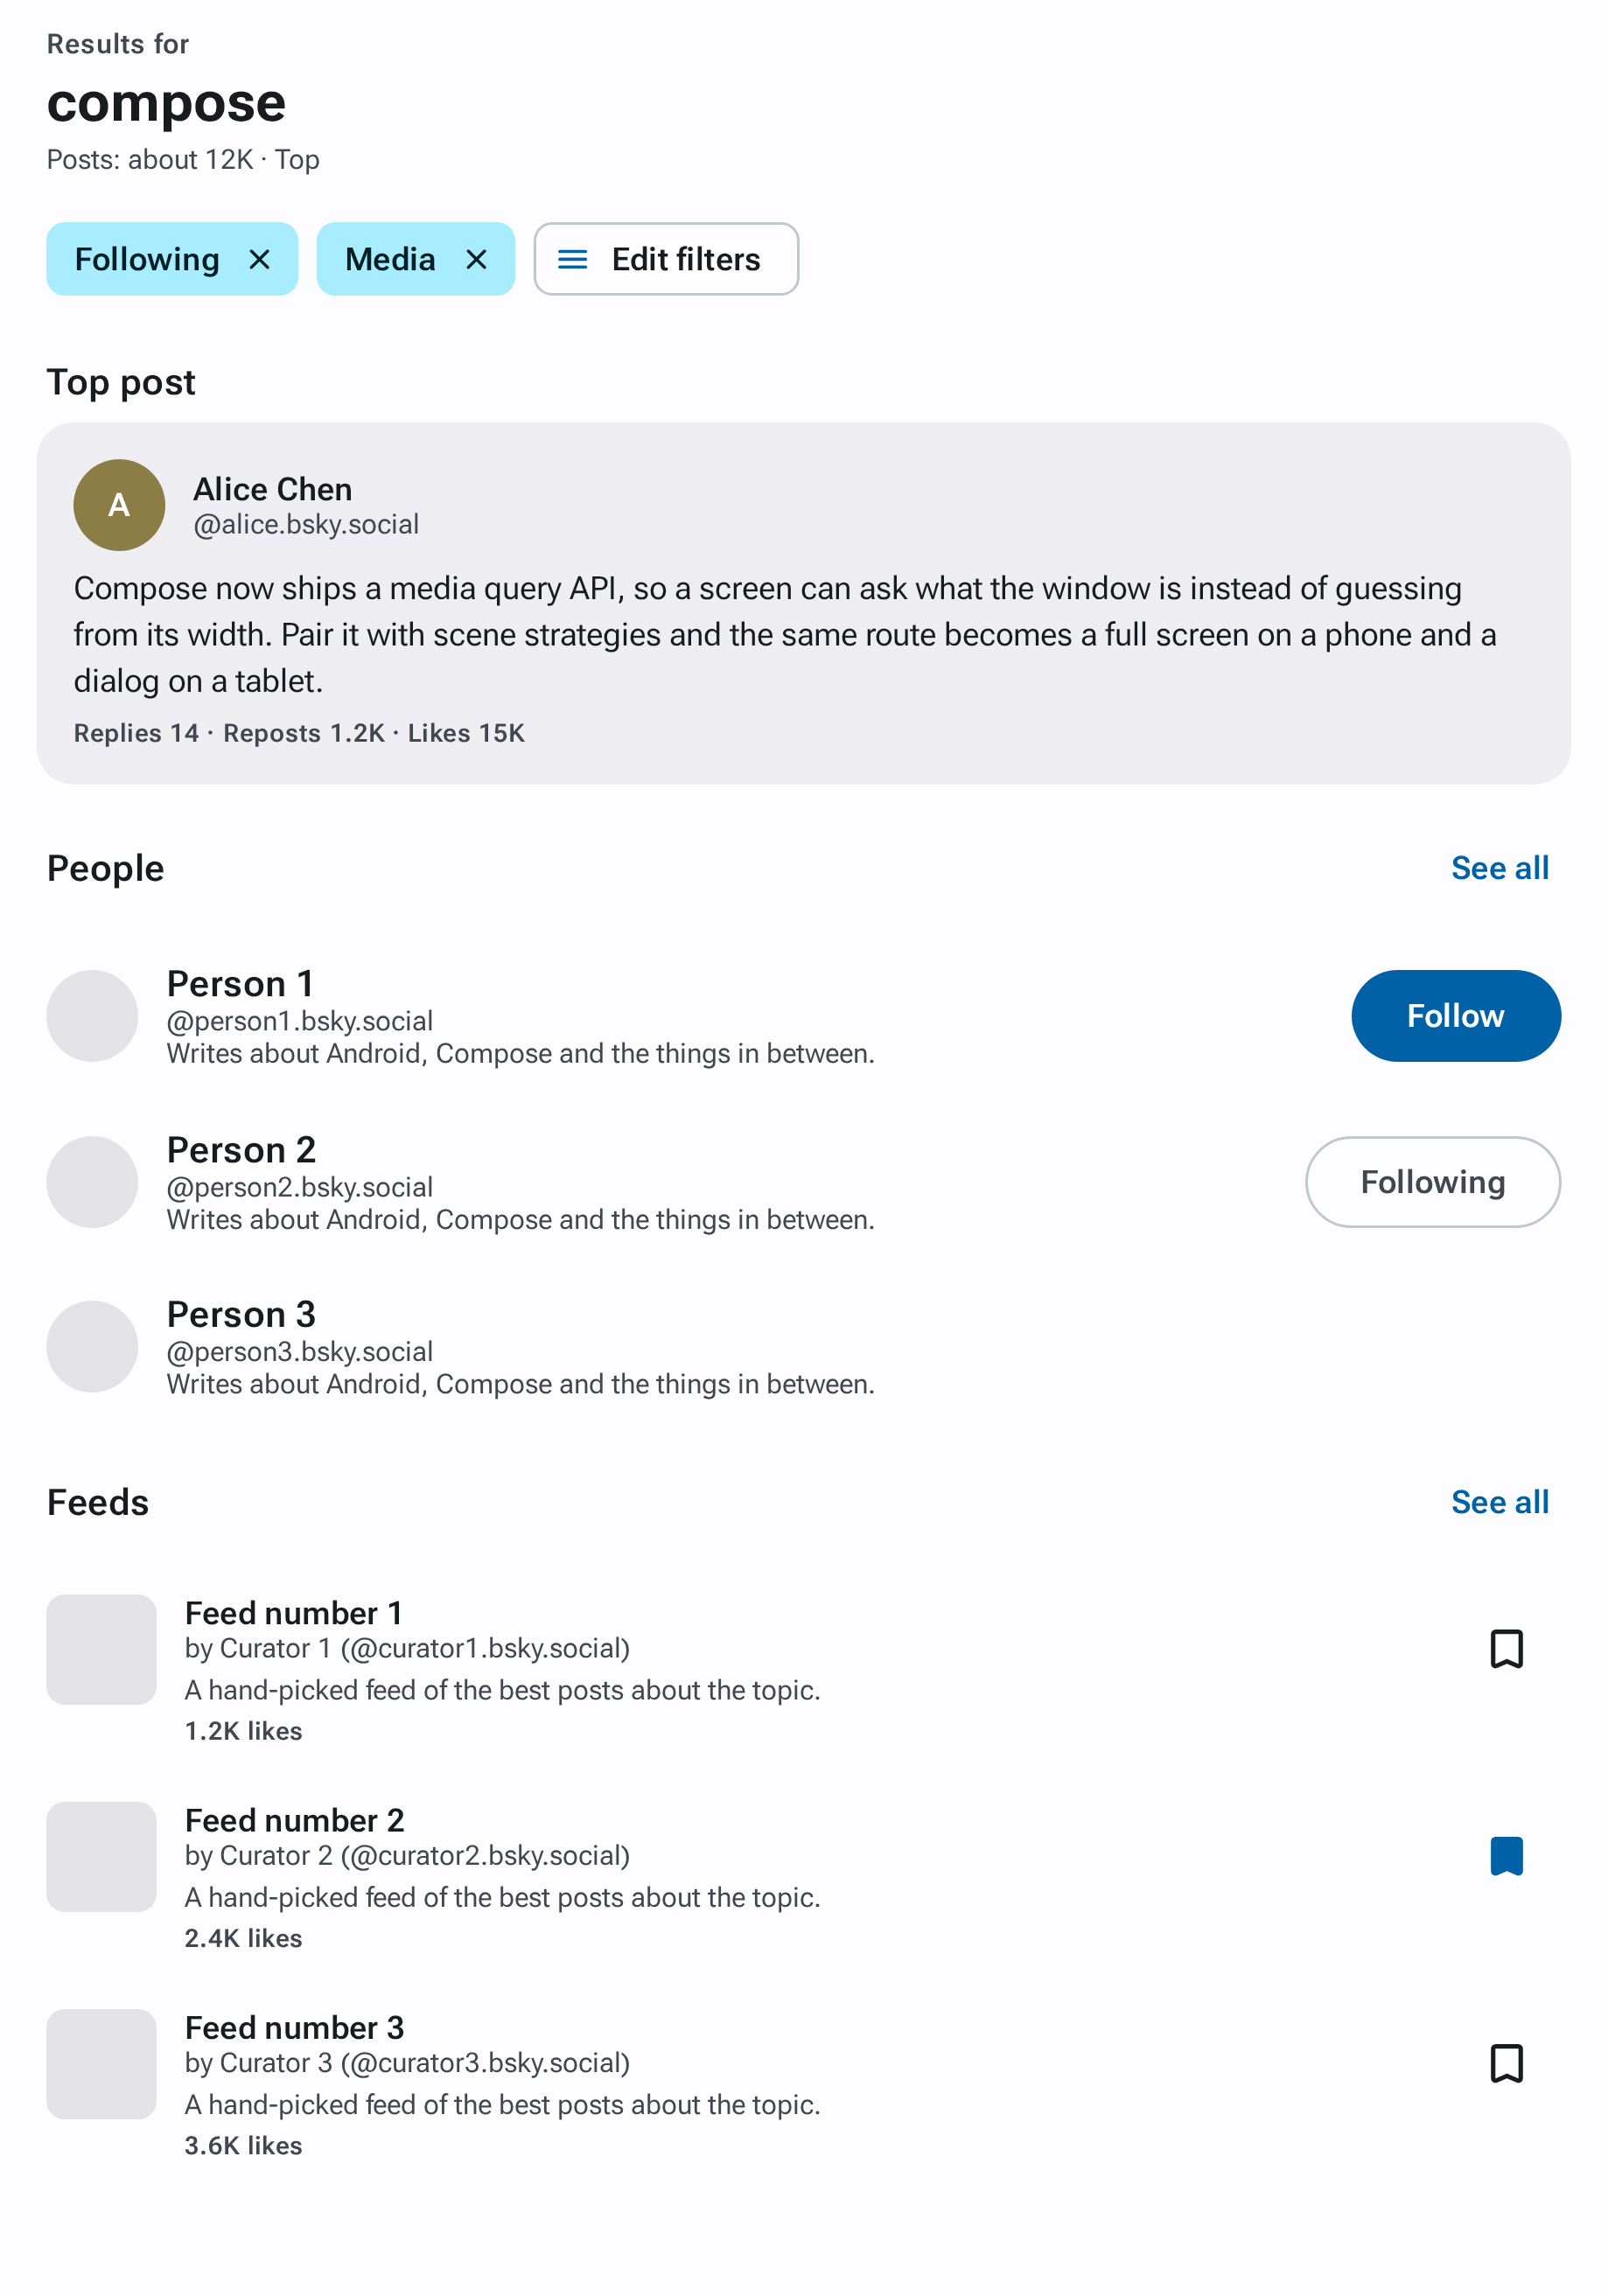 Results for
compose
Posts: about 12K · Top
Following
Media
Edit filters
Top post
A
Alice Chen
@alice.bsky.social
Compose now ships a media query API, so a screen can ask what the window is instead of guessing
from its width. Pair it with scene strategies and the same route becomes a full screen on a phone and a
dialog on a tablet.
Replies 14 · Reposts 1.2K · Likes 15K
People
See all
Person 1
@person1.bsky.social
Writes about Android, Compose and the things in between.
Follow
Person 2
@person2.bsky.social
Writes about Android, Compose and the things in between.
Following
Person 3
@person3.bsky.social
Writes about Android, Compose and the things in between.
Feeds
See all
Feed number 1
by Curator 1 (@curator1.bsky.social)
A hand-picked feed of the best posts about the topic.
1.2K likes
Feed number 2
by Curator 2 (@curator2.bsky.social)
A hand-picked feed of the best posts about the topic.
2.4K likes
Feed number 3
by Curator 3 (@curator3.bsky.social)
A hand-picked feed of the best posts about the topic.
3.6K likes